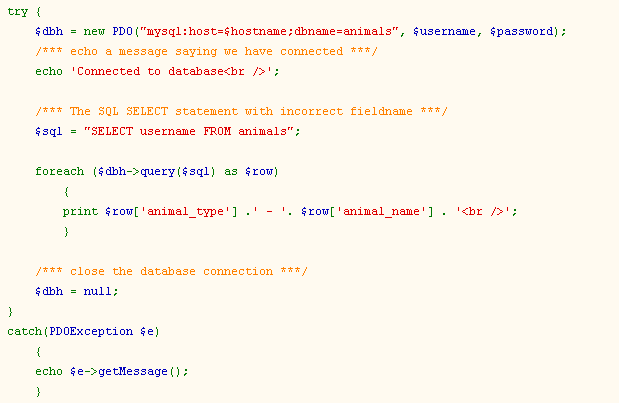 try {
    $dbh = new PDO("mysql:host=$hostname;dbname=animals", $username, $password);
    /*** echo a message saying we have connected ***/
    echo 'Connected to database<br />';

    /*** The SQL SELECT statement with incorrect fieldname ***/
    $sql = "SELECT username FROM animals";

    foreach ($dbh->query($sql) as $row)
        {
        print $row['animal_type'] .' - '. $row['animal_name'] . '<br />';
        }

    /*** close the database connection ***/
    $dbh = null;
}
catch(PDOException $e)
    {
    echo $e->getMessage();
    }